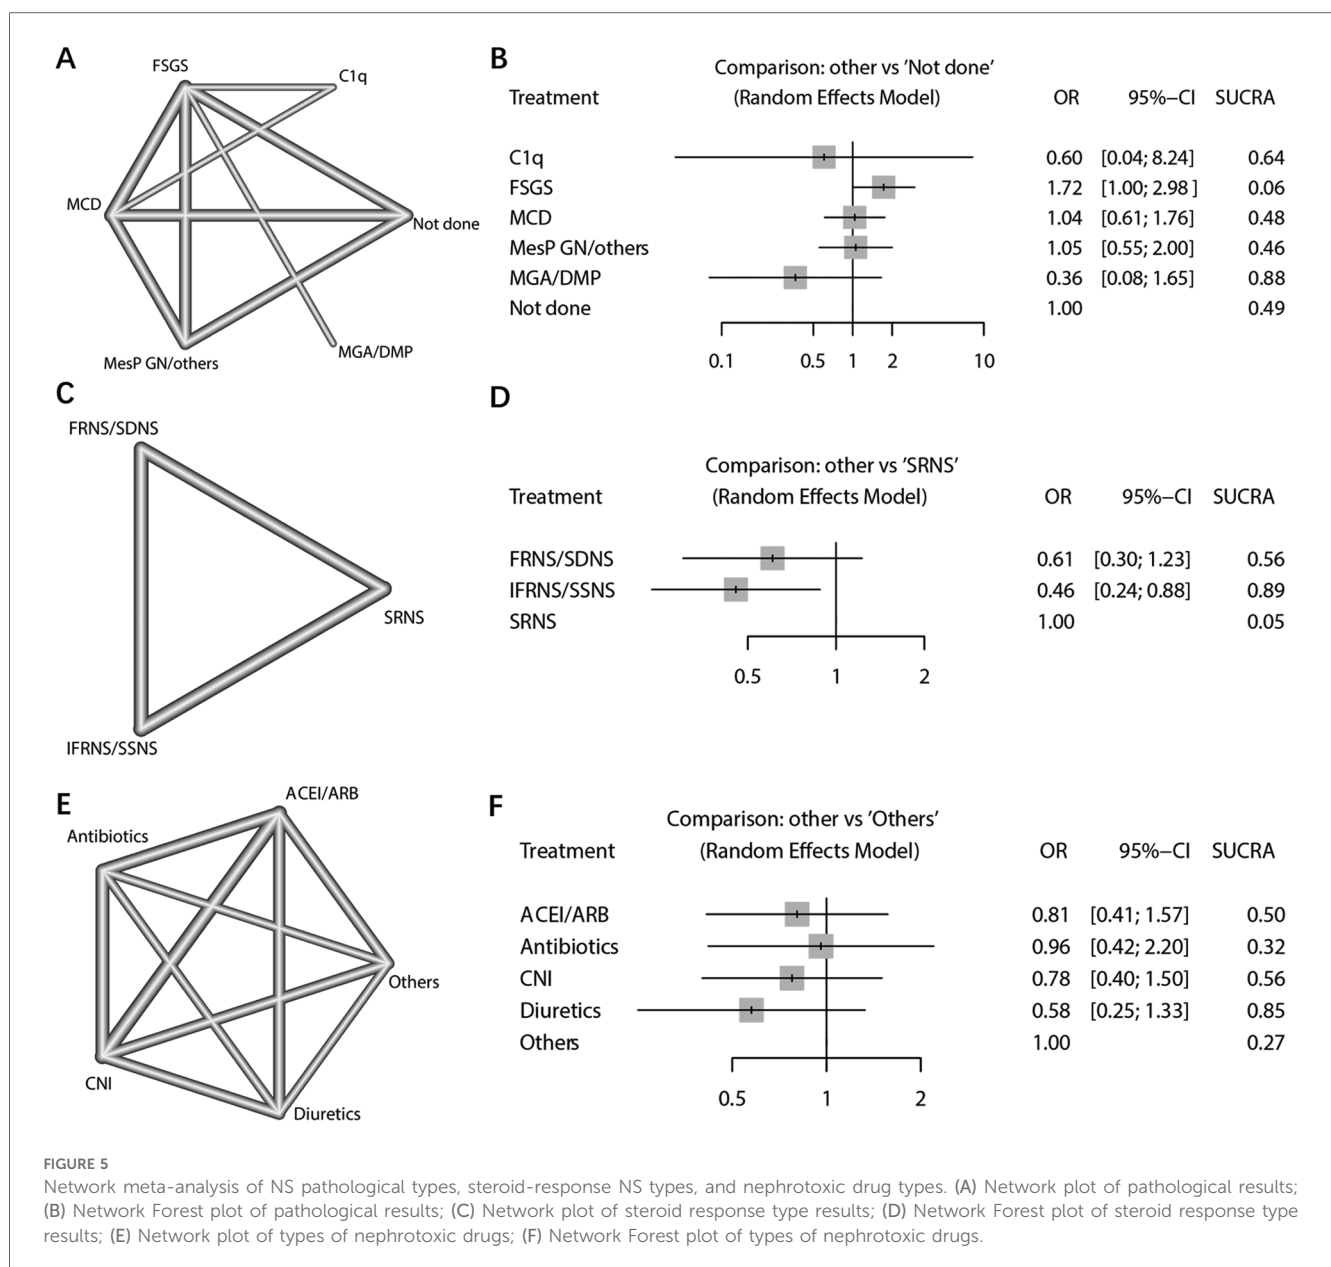 A
FSGS
C1q
MCD
Not done
MesP GN/others
MGA/DMP
B
Comparison: other vs 'Not done'
Treatment (Random Effects Model) OR 95%−CI SUCRA
C1q 0.60 [0.04; 8.24] 0.64
FSGS 1.72 [1.00; 2.98 ] 0.06
MCD 1.04 [0.61; 1.76] 0.48
MesP GN/others 1.05 [0.55; 2.00] 0.46
MGA/DMP 0.36 [0.08; 1.65] 0.88
Not done 1.00 0.49
0.1 0.5 1 2 10
C
FRNS/SDNS
SRNS
IFRNS/SSNS
D
Comparison: other vs 'SRNS'
Treatment (Random Effects Model) OR 95%−CI SUCRA
FRNS/SDNS 0.61 [0.30; 1.23] 0.56
IFRNS/SSNS 0.46 [0.24; 0.88] 0.89
SRNS 1.00 0.05
0.5 1 2
E
ACEI/ARB
Antibiotics
Others
CNI
Diuretics
F
Comparison: other vs 'Others'
Treatment (Random Effects Model) OR 95%−CI SUCRA
ACEI/ARB 0.81 [0.41; 1.57] 0.50
Antibiotics 0.96 [0.42; 2.20] 0.32
CNI 0.78 [0.40; 1.50] 0.56
Diuretics 0.58 [0.25; 1.33] 0.85
Others 1.00 0.27
0.5 1 2
FIGURE 5
Network meta-analysis of NS pathological types, steroid-response NS types, and nephrotoxic drug types. (A) Network plot of pathological results;
(B) Network Forest plot of pathological results; (C) Network plot of steroid response type results; (D) Network Forest plot of steroid response type
results; (E) Network plot of types of nephrotoxic drugs; (F) Network Forest plot of types of nephrotoxic drugs.